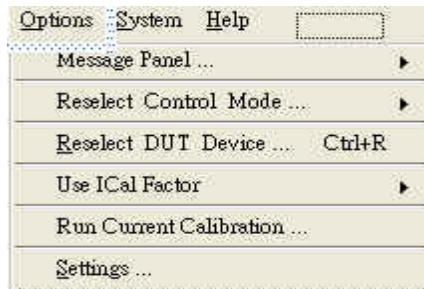 Options System Help
Message Panel ...
Reselect Control Mode ...
Reselect DUT Device ... Ctrl+R
Use ICal Factor
Run Current Calibration ...
Settings ...